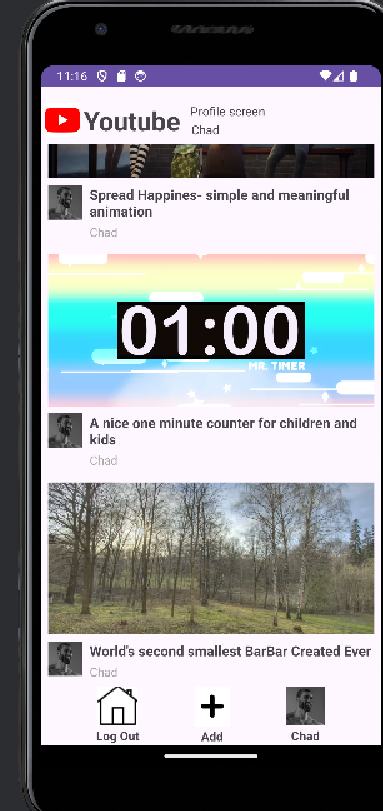 11:16
Youtube
Profile screen
Chad
Spread Happines- simple and meaningful
animation
Chad
01:00
MR. TIMER
A nice one minute counter for children and
kids
Chad
World's second smallest BarBar Created Ever
Chad
Log Out
Add
Chad